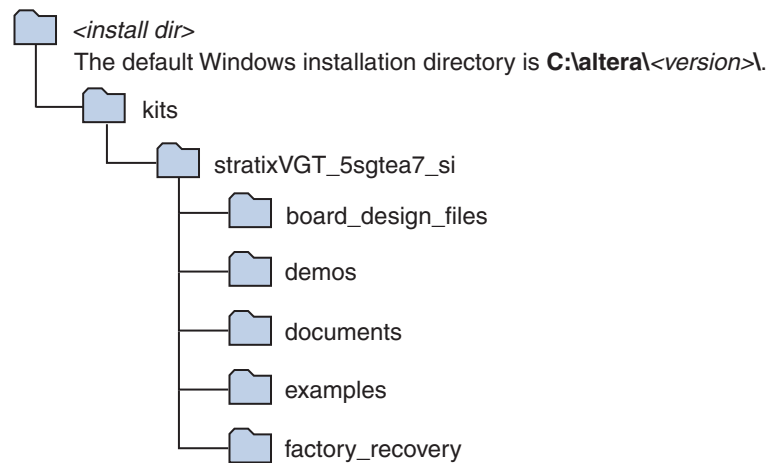 <install dir>
The default Windows installation directory is C:\altera\<version>\.
kits
stratixVGT_5sgtea7_si
board_design_files
demos
documents
examples
factory_recovery